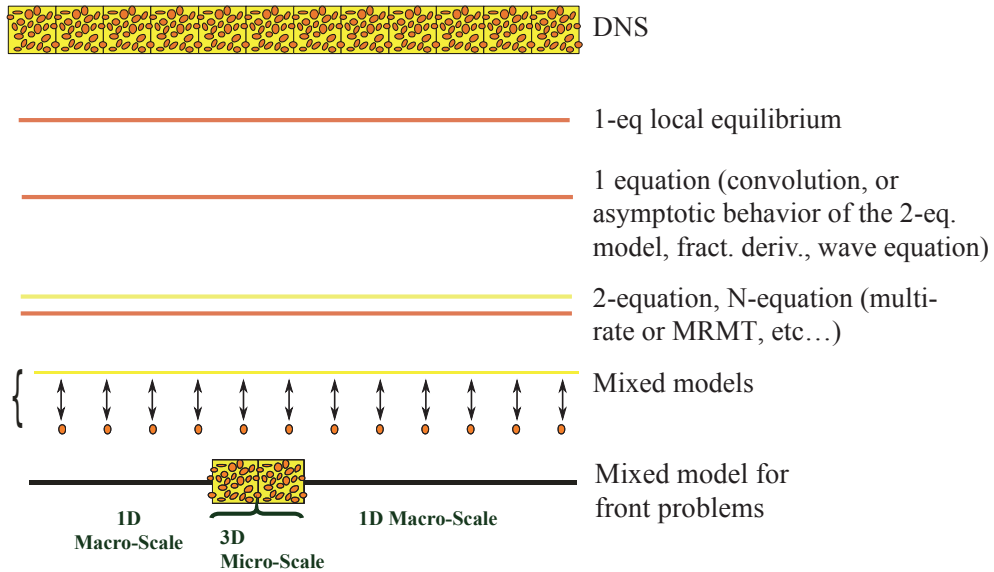 DNS
1-eq local equilibrium
1 equation (convolution, or
asymptotic behavior of the 2-eq.
model, fract. deriv., wave equation)
2-equation, N-equation (multi-
rate or MRMT, etc…)
Mixed models
Mixed model for
front problems
1D
Macro-Scale
3D
Micro-Scale
1D Macro-Scale